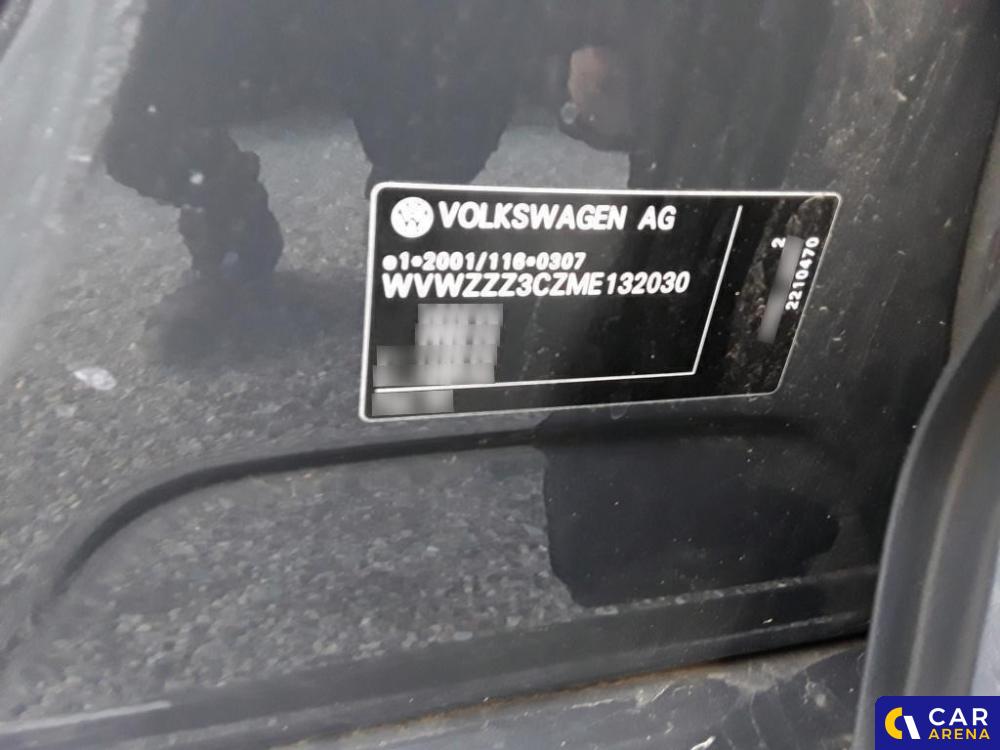 VOLKSWAGEN AG
e1*2001/116*0307
WVWZZZ3CZME132030
2
2210470
CAR
ARENA